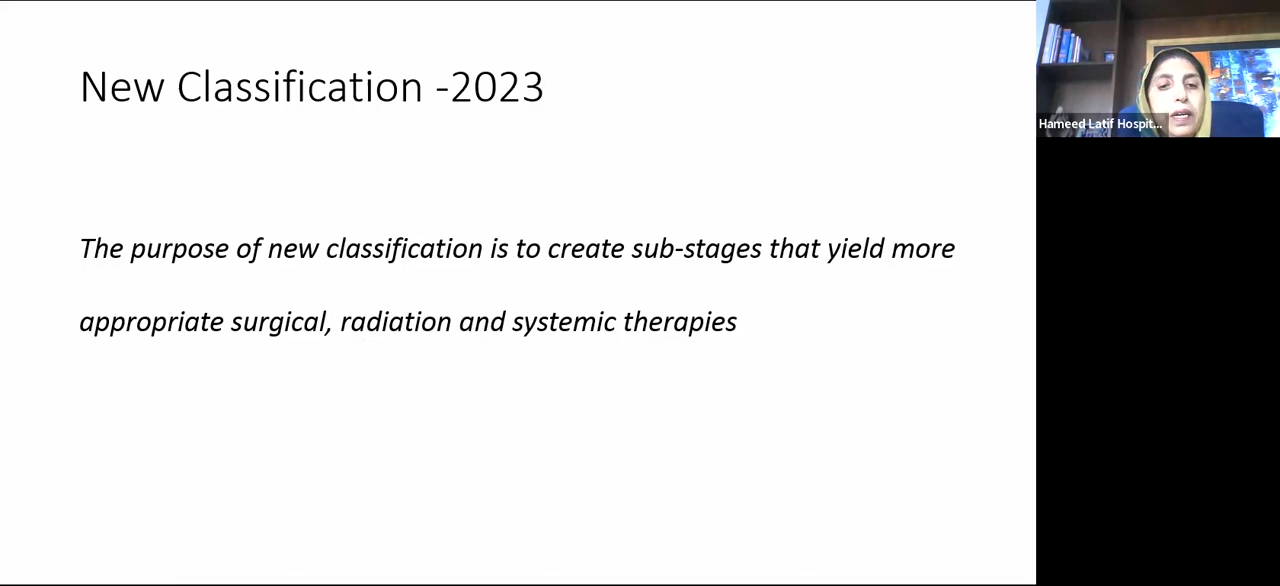 New Classification -2023
The purpose of new classification is to create sub-stages that yield more
appropriate surgical, radiation and systemic therapies
Hameed Latif Hospit...